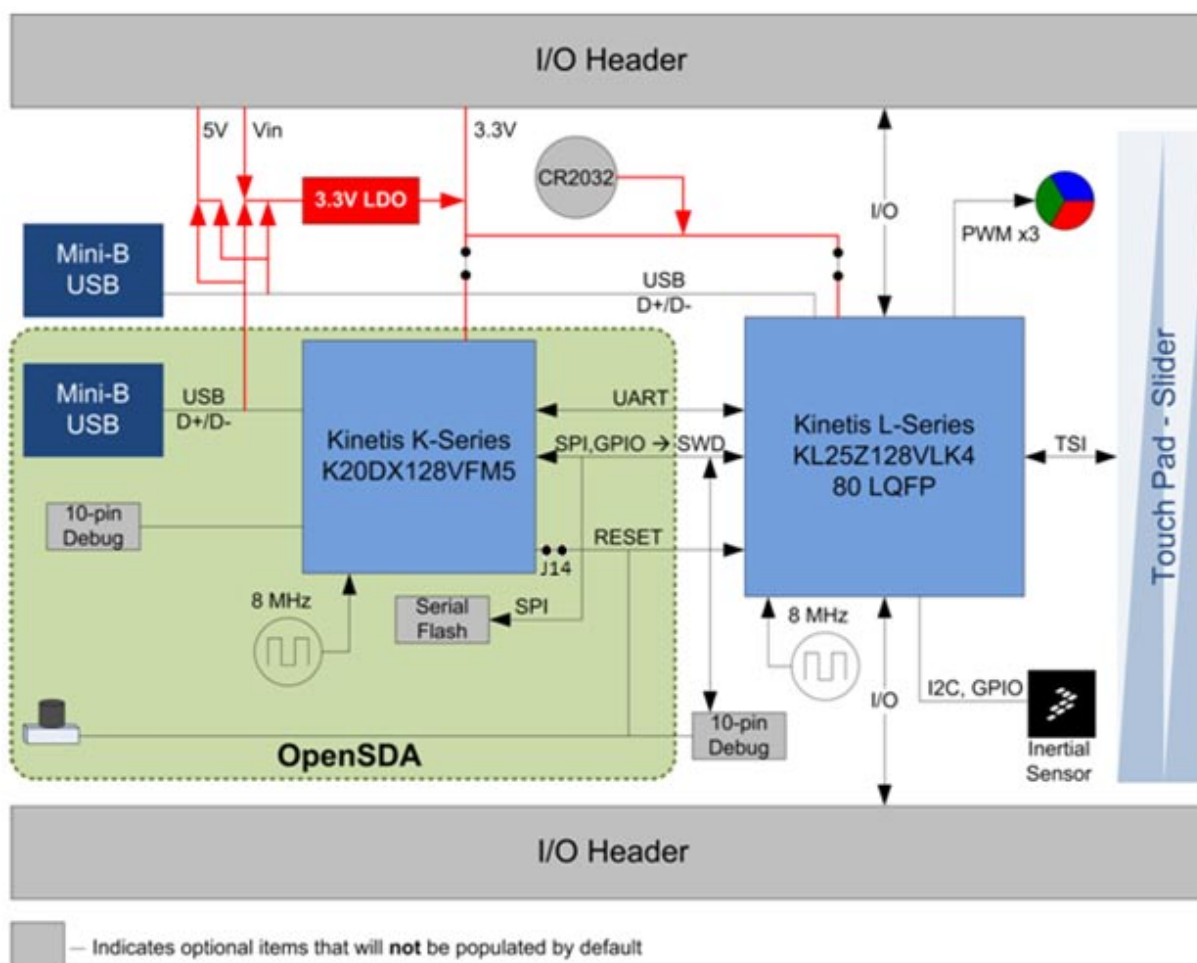 I/O Header
5V
Vin
3.3V
CR2032
3.3V LDO
I/O
PWM x3
Mini-B
USB
USB
D+/D-
Mini-B
USB
USB
D+/D-
Kinetis K-Series
K20DX128VFM5
UART
SPI,GPIO → SWD
RESET
J14
Kinetis L-Series
KL25Z128VLK4
80 LQFP
TSI
Touch Pad - Slider
10-pin
Debug
8 MHz
Serial
Flash
SPI
8 MHz
I/O
I2C, GPIO
10-pin
Debug
Inertial
Sensor
OpenSDA
I/O Header
— Indicates optional items that will not be populated by default